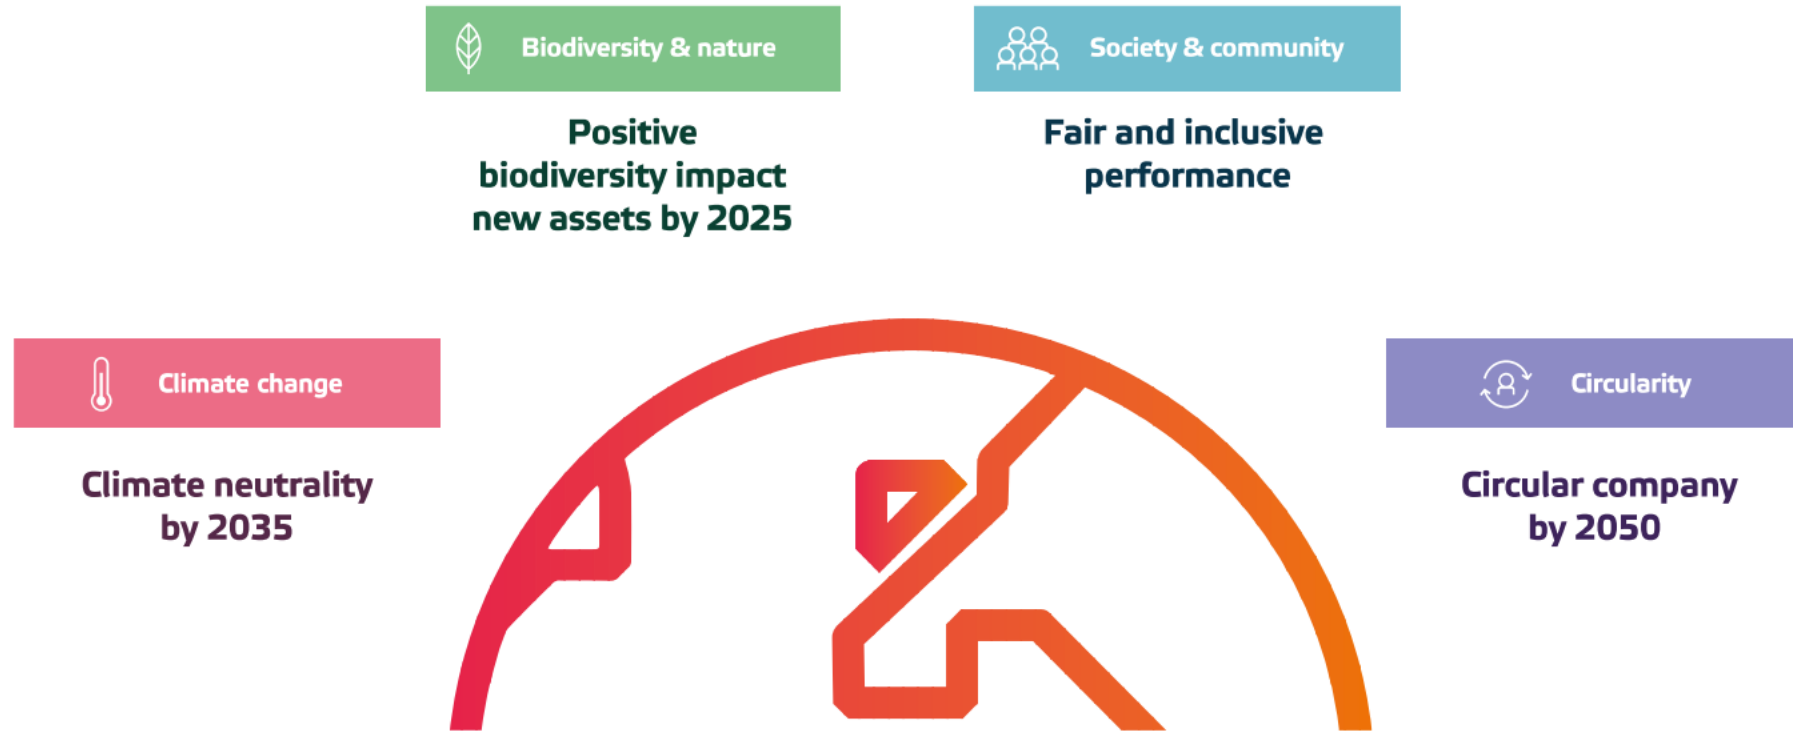 Biodiversity & nature
Positive
biodiversity impact
new assets by 2025
Society & community
Fair and inclusive
performance
Climate change
Climate neutrality
by 2035
Circularity
Circular company
by 2050